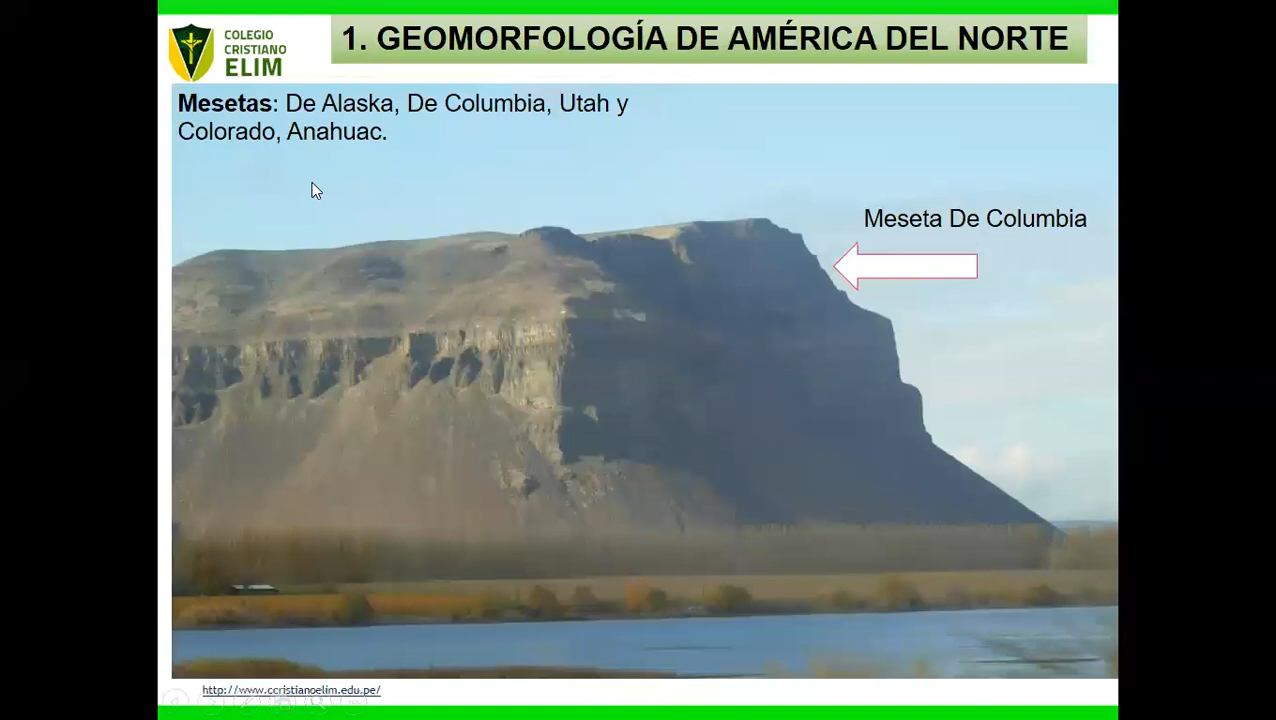 COLEGIO
CRISTIANO
ELIM
1. GEOMORFOLOGÍA DE AMÉRICA DEL NORTE
Mesetas: De Alaska, De Columbia, Utah y
Colorado, Anahuac.
Meseta De Columbia
http://www.ccristianoelim.edu.pe/